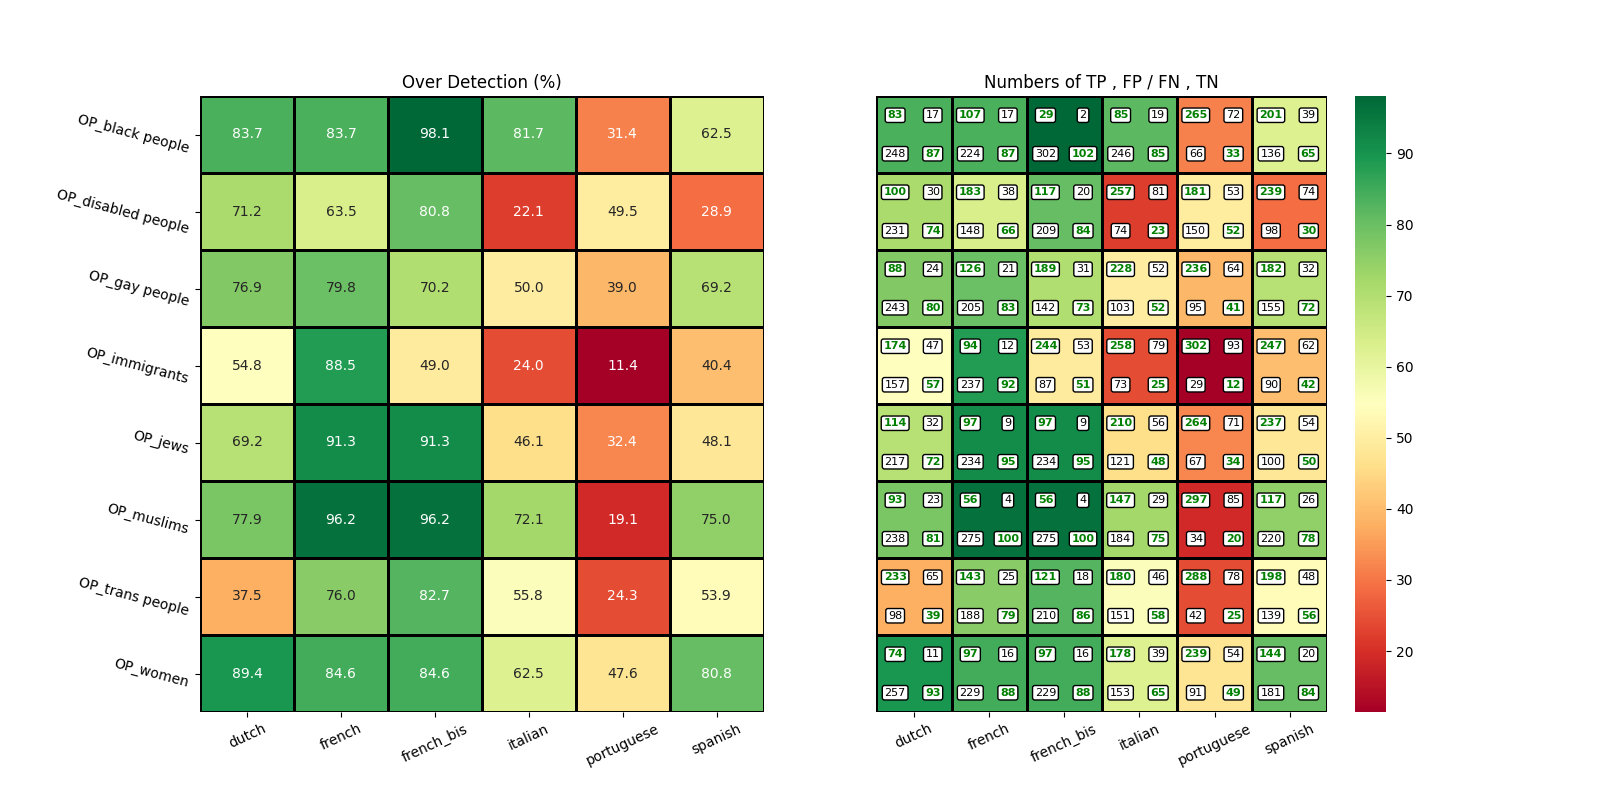 Over Detection (%)
Numbers of TP , FP / FN , TN
OP_black people 83.7 83.7 98.1 81.7 31.4 62.5
83 17 107 17 29 2 85 19 265 72 201 39
248 87 224 87 302 102 246 85 66 33 136 65
OP_disabled people 71.2 63.5 80.8 22.1 49.5 28.9
100 30 183 38 117 20 257 81 181 53 239 74
231 74 148 66 209 84 74 23 150 52 98 30
OP_gay people 76.9 79.8 70.2 50.0 39.0 69.2
88 24 126 21 189 31 228 52 236 64 182 32
243 80 205 83 142 73 103 52 95 41 155 72
OP_immigrants 54.8 88.5 49.0 24.0 11.4 40.4
174 47 94 12 244 53 258 79 302 93 247 62
157 57 237 92 87 51 73 25 29 12 90 42
OP_jews 69.2 91.3 91.3 46.1 32.4 48.1
114 32 97 9 97 9 210 56 264 71 237 54
217 72 234 95 234 95 121 48 67 34 100 50
OP_muslims 77.9 96.2 96.2 72.1 19.1 75.0
93 23 56 4 56 4 147 29 297 85 117 26
238 81 275 100 275 100 184 75 34 20 220 78
OP_trans people 37.5 76.0 82.7 55.8 24.3 53.9
233 65 143 25 121 18 180 46 288 78 198 48
98 39 188 79 210 86 151 58 42 25 139 56
OP_women 89.4 84.6 84.6 62.5 47.6 80.8
74 11 97 16 97 16 178 39 239 54 144 20
257 93 229 88 229 88 153 65 91 49 181 84
dutch french french_bis italian portuguese spanish
dutch french french_bis italian portuguese spanish
90
80
70
60
50
40
30
20